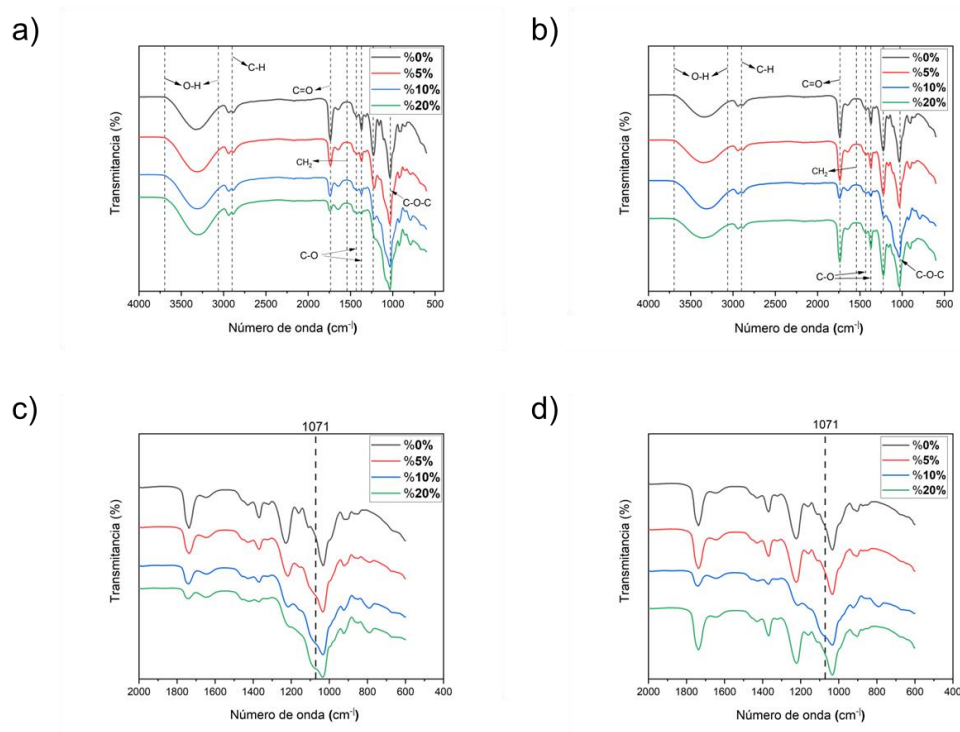 a)
%0%
%5%
%10%
%20%
O-H
C-H
C=O
CH₂
C-O-C
C-O
Transmitancia (%)
4000 3500 3000 2500 2000 1500 1000 500
Número de onda (cm⁻¹)
b)
%0%
%5%
%10%
%20%
O-H
C-H
C=O
CH₂
C-O
C-O-C
Transmitancia (%)
4000 3500 3000 2500 2000 1500 1000 500
Número de onda (cm⁻¹)
c)
1071
%0%
%5%
%10%
%20%
Transmitancia (%)
2000 1800 1600 1400 1200 1000 800 600 400
Número de onda (cm⁻¹)
d)
1071
%0%
%5%
%10%
%20%
Transmitancia (%)
2000 1800 1600 1400 1200 1000 800 600 400
Número de onda (cm⁻¹)